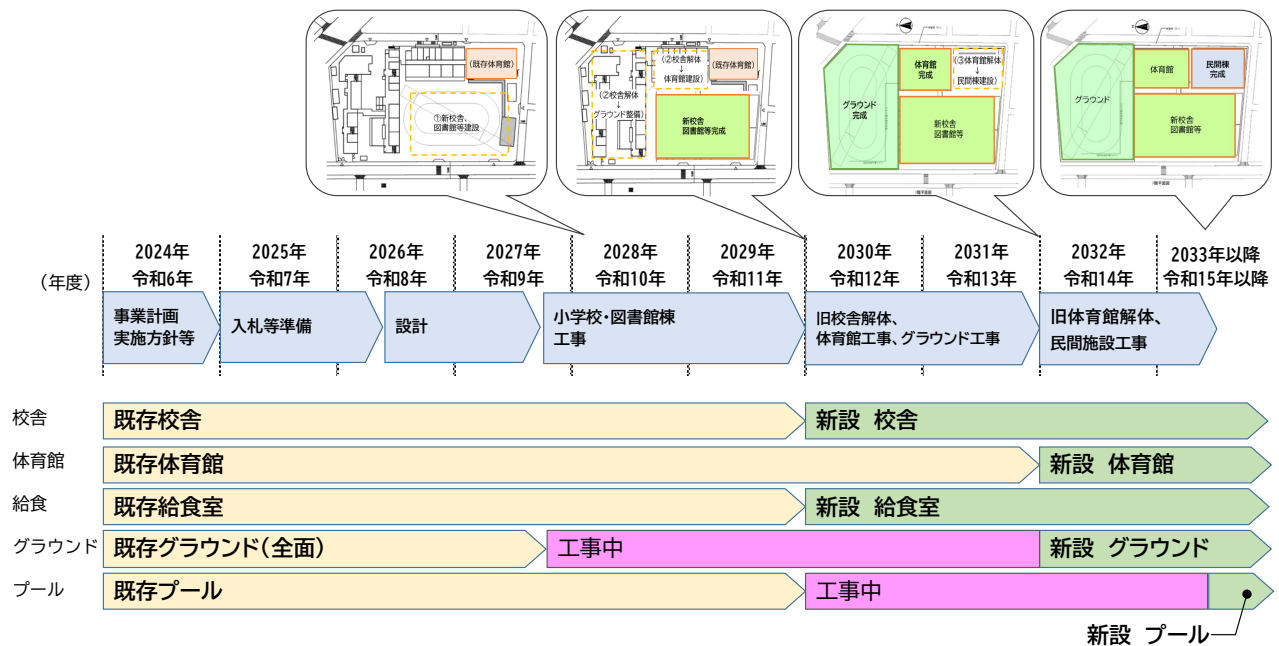 (既存体育館)
①新校舎、
図書館等建設
(②校舎解体
↓
体育館建設)
(既存体育館)
(②校舎解体
↓
グラウンド整備)
新校舎
図書館等完成
体育館
完成
(③体育館解体
↓
民間棟建設)
グラウンド
完成
新校舎
図書館等
1階平面図
体育館
民間棟
完成
グラウンド
新校舎
図書館等
1階平面図
(年度)
2024年
令和6年
2025年
令和7年
2026年
令和8年
2027年
令和9年
2028年
令和10年
2029年
令和11年
2030年
令和12年
2031年
令和13年
2032年
令和14年
2033年以降
令和15年以降
事業計画
実施方針等
入札等準備
設計
小学校・図書館棟
工事
旧校舎解体、
体育館工事、グラウンド工事
旧体育館解体、
民間施設工事
校舎
既存校舎
新設 校舎
体育館
既存体育館
新設 体育館
給食
既存給食室
新設 給食室
グラウンド
既存グラウンド(全面)
工事中
新設 グラウンド
プール
既存プール
工事中
新設 プール